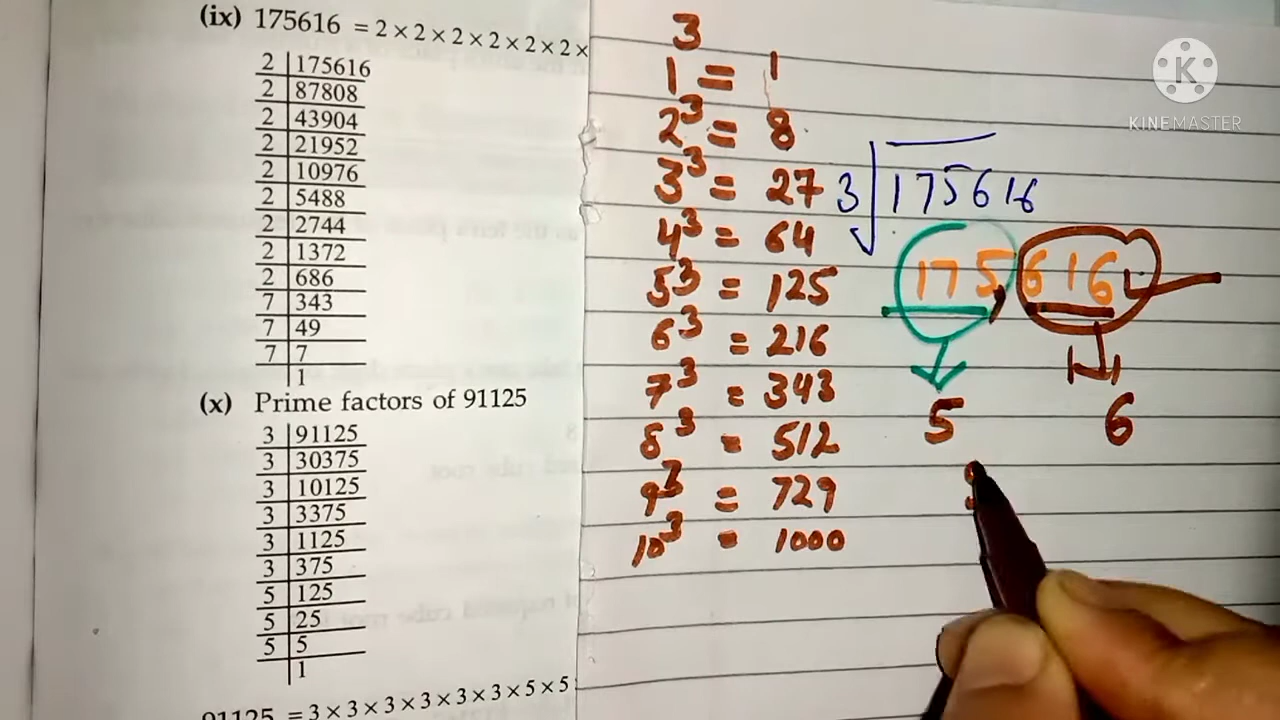 (ix) 175616 = 2 × 2 × 2 × 2 × 2 × 2 ×
2 | 175616
2 | 87808
2 | 43904
2 | 21952
2 | 10976
2 | 5488
2 | 2744
2 | 1372
2 | 686
7 | 343
7 | 49
7 | 7
| 1
(x) Prime factors of 91125
3 | 91125
3 | 30375
3 | 10125
3 | 3375
3 | 1125
3 | 375
5 | 125
5 | 25
5 | 5
| 1
91125 = 3 × 3 × 3 × 3 × 3 × 3 × 5 × 5
1³ = 1
2³ = 8
3³ = 27
4³ = 64
5³ = 125
6³ = 216
7³ = 343
8³ = 512
9³ = 729
10³ = 1000
3√175616
175,616
5 6
K
KINEMASTER